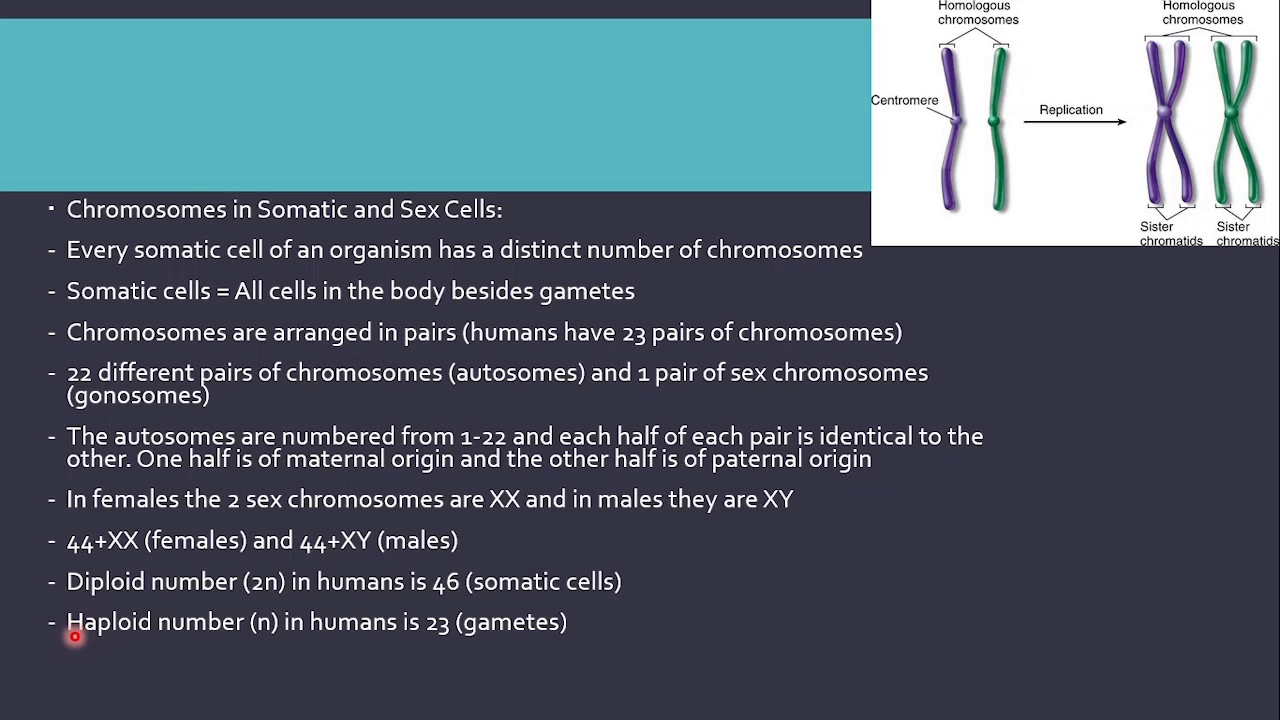 Homologous
chromosomes
Homologous
chromosomes
Centromere
Replication
Sister
chromatids
Sister
chromatids
▪ Chromosomes in Somatic and Sex Cells:
- Every somatic cell of an organism has a distinct number of chromosomes
- Somatic cells = All cells in the body besides gametes
- Chromosomes are arranged in pairs (humans have 23 pairs of chromosomes)
- 22 different pairs of chromosomes (autosomes) and 1 pair of sex chromosomes
(gonosomes)
- The autosomes are numbered from 1-22 and each half of each pair is identical to the
other. One half is of maternal origin and the other half is of paternal origin
- In females the 2 sex chromosomes are XX and in males they are XY
- 44+XX (females) and 44+XY (males)
- Diploid number (2n) in humans is 46 (somatic cells)
- Haploid number (n) in humans is 23 (gametes)